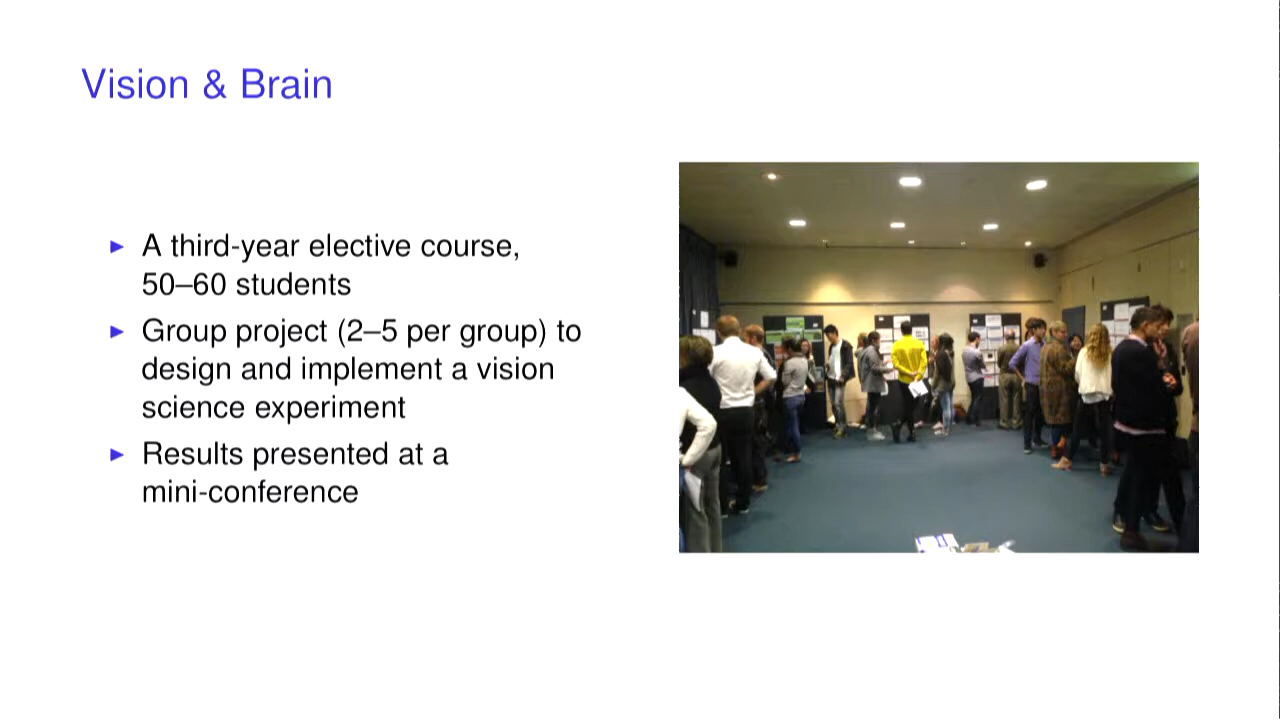 Vision & Brain
► A third-year elective course,
50–60 students
► Group project (2–5 per group) to
design and implement a vision
science experiment
► Results presented at a
mini-conference